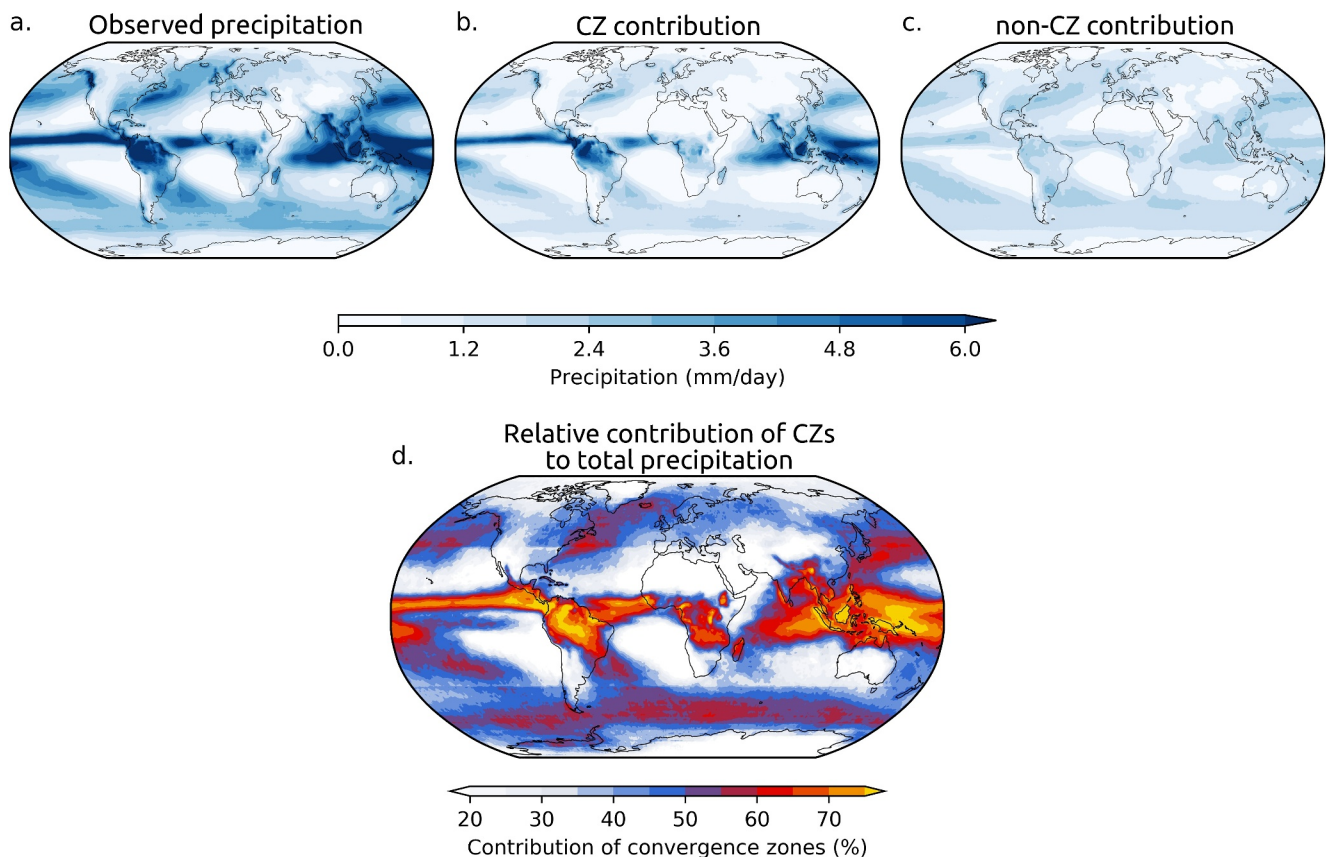 a.
Observed precipitation
b.
CZ contribution
c.
non-CZ contribution
0.0 1.2 2.4 3.6 4.8 6.0
Precipitation (mm/day)
d.
Relative contribution of CZs
to total precipitation
20 30 40 50 60 70
Contribution of convergence zones (%)